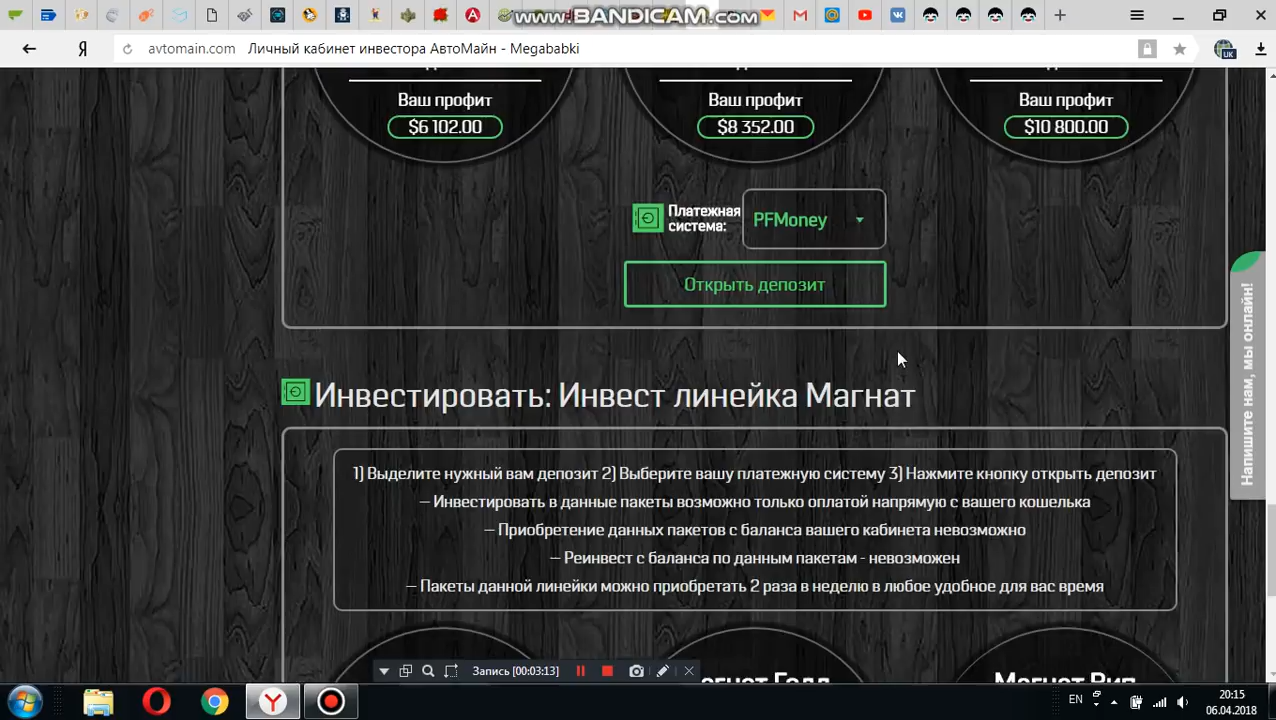 www.BANDICAM.com
avtomain.com Личный кабинет инвестора АвтоМайн - Megababki
UK
Ваш профит
$6 102.00
Ваш профит
$8 352.00
Ваш профит
$10 800.00
Платежная
система:
PFMoney
Открыть депозит
Напишите нам, мы онлайн!
Инвестировать: Инвест линейка Магнат
1) Выделите нужный вам депозит 2) Выберите вашу платежную систему 3) Нажмите кнопку открыть депозит
— Инвестировать в данные пакеты возможно только оплатой напрямую с вашего кошелька
— Приобретение данных пакетов с баланса вашего кабинета невозможно
— Реинвест с баланса по данным пакетам - невозможен
— Пакеты данной линейки можно приобретать 2 раза в неделю в любое удобное для вас время
Запись [00:03:13]
Магнат Вип
EN
20:15
06.04.2018